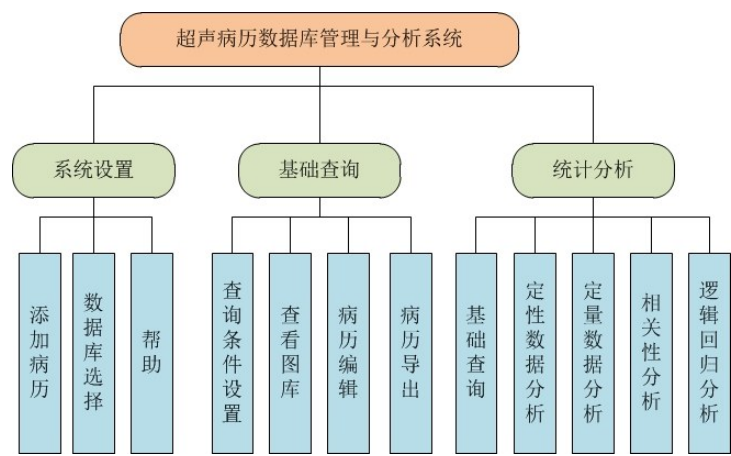 超声病历数据库管理与分析系统
系统设置
基础查询
统计分析
添加病历
数据库选择
帮助
查询条件设置
查看图库
病历编辑
病历导出
基础查询
定性数据分析
定量数据分析
相关性分析
逻辑回归分析